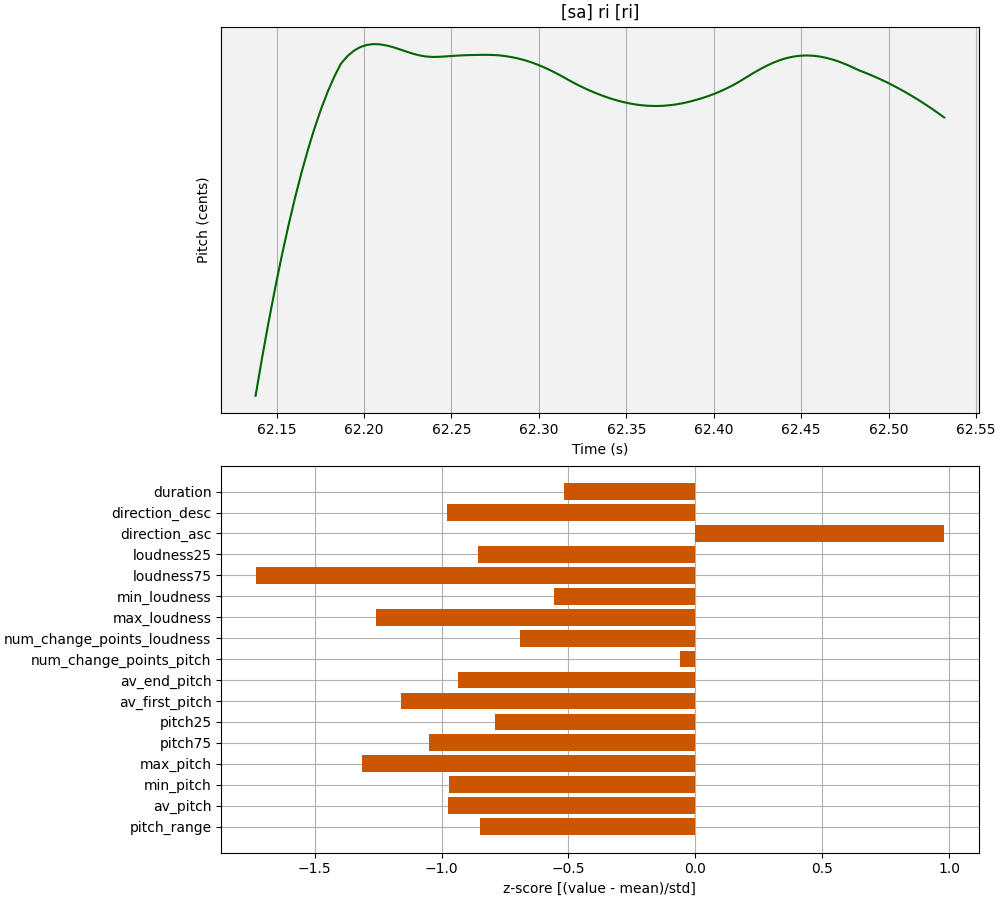 [sa] ri [ri]
Pitch (cents)
62.15 62.20 62.25 62.30 62.35 62.40 62.45 62.50 62.55
Time (s)
duration
direction_desc
direction_asc
loudness25
loudness75
min_loudness
max_loudness
num_change_points_loudness
num_change_points_pitch
av_end_pitch
av_first_pitch
pitch25
pitch75
max_pitch
min_pitch
av_pitch
pitch_range
−1.5 −1.0 −0.5 0.0 0.5 1.0
z-score [(value - mean)/std]